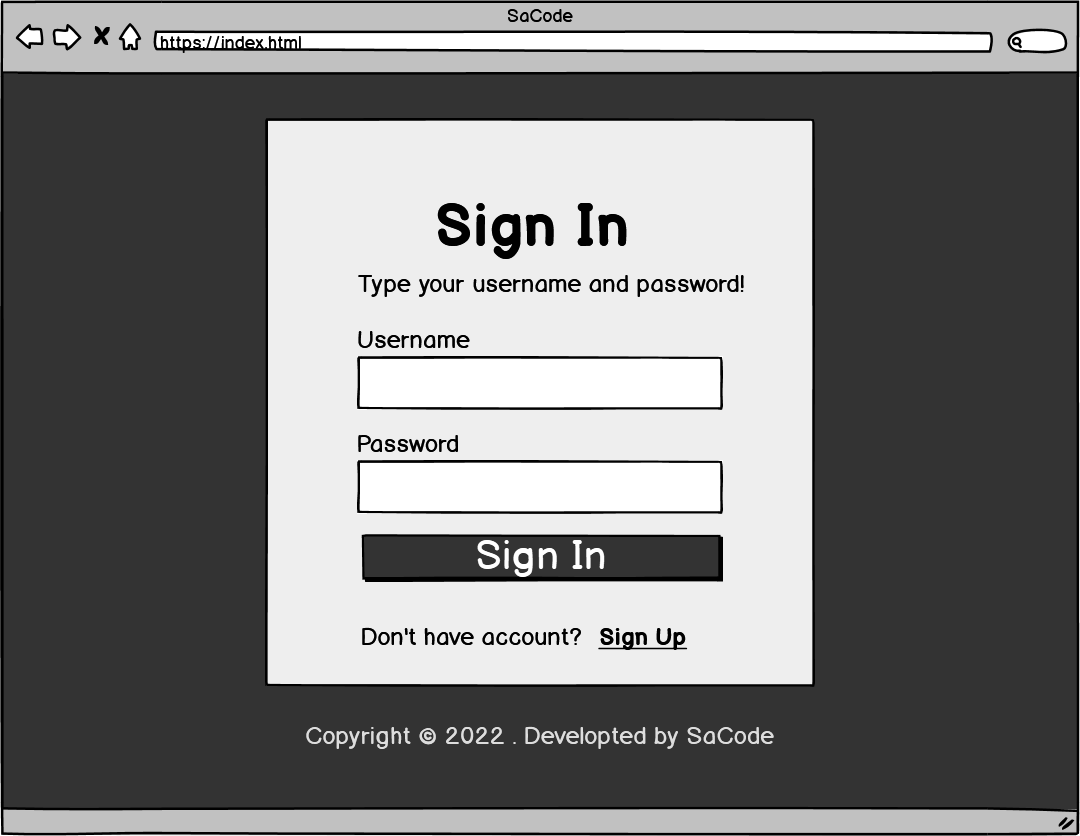 SaCode
https://index.html
Sign In
Type your username and password!
Username
Password
Sign In
Don't have account? Sign Up
Copyright © 2022 . Developted by SaCode